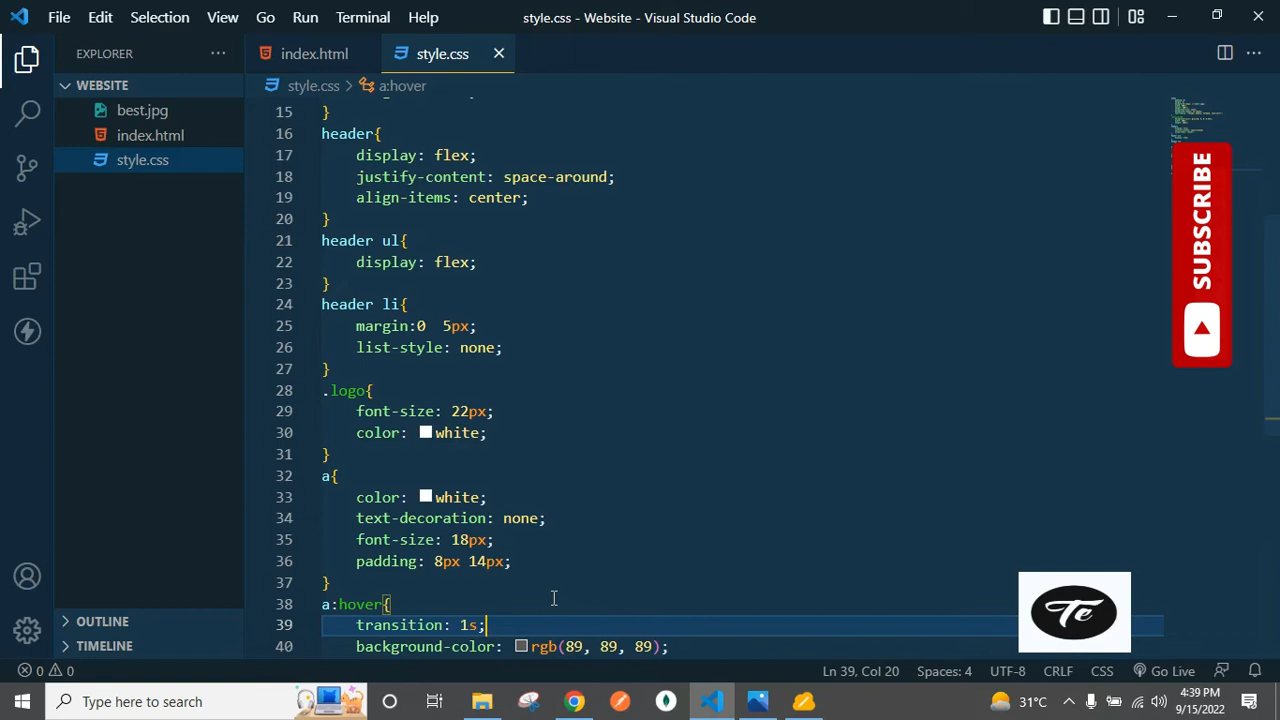 File Edit Selection View Go Run Terminal Help style.css - Website - Visual Studio Code
EXPLORER
index.html
style.css
WEBSITE
style.css a:hover
best.jpg
index.html
style.css
15 }
16 header{
17 display: flex;
18 justify-content: space-around;
19 align-items: center;
20 }
21 header ul{
22 display: flex;
23 }
24 header li{
25 margin:0 5px;
26 list-style: none;
27 }
28 .logo{
29 font-size: 22px;
30 color: white;
31 }
32 a{
33 color: white;
34 text-decoration: none;
35 font-size: 18px;
36 padding: 8px 14px;
37 }
38 a:hover{
39 transition: 1s;
40 background-color: rgb(89, 89, 89);
SUBSCRIBE
Te
OUTLINE
TIMELINE
0 0 Ln 39, Col 20 Spaces: 4 UTF-8 CRLF CSS Go Live
Type here to search
31°C
4:39 PM
9/15/2022